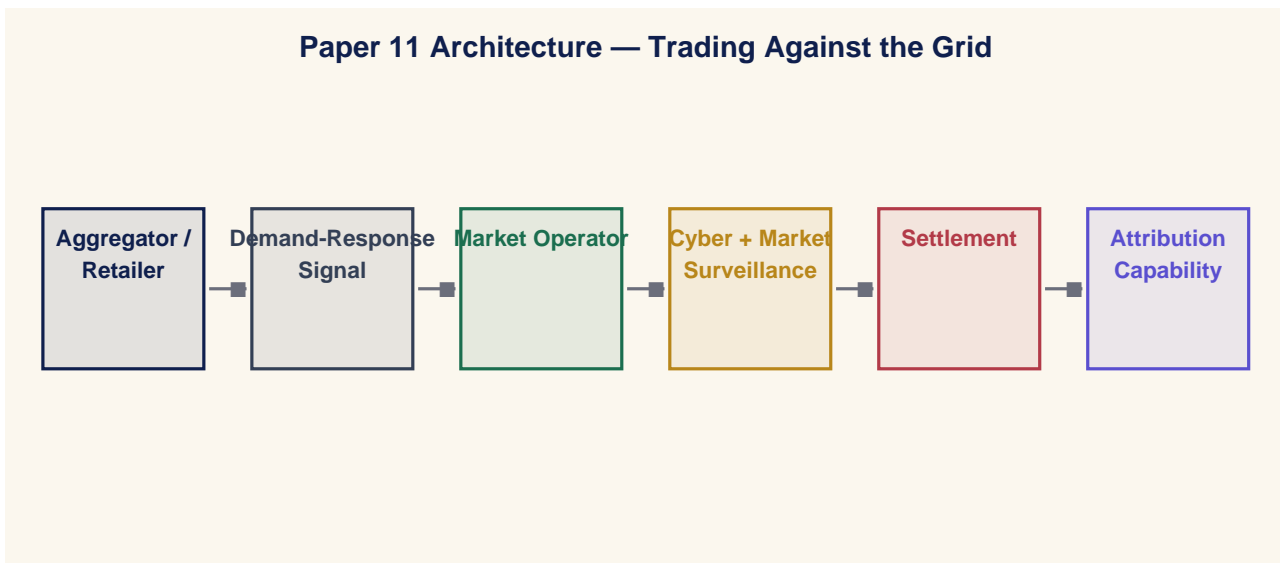 Paper 11 Architecture — Trading Against the Grid
Aggregator /
Retailer
Demand-Response
Signal
Market Operator
Cyber + Market
Surveillance
Settlement
Attribution
Capability